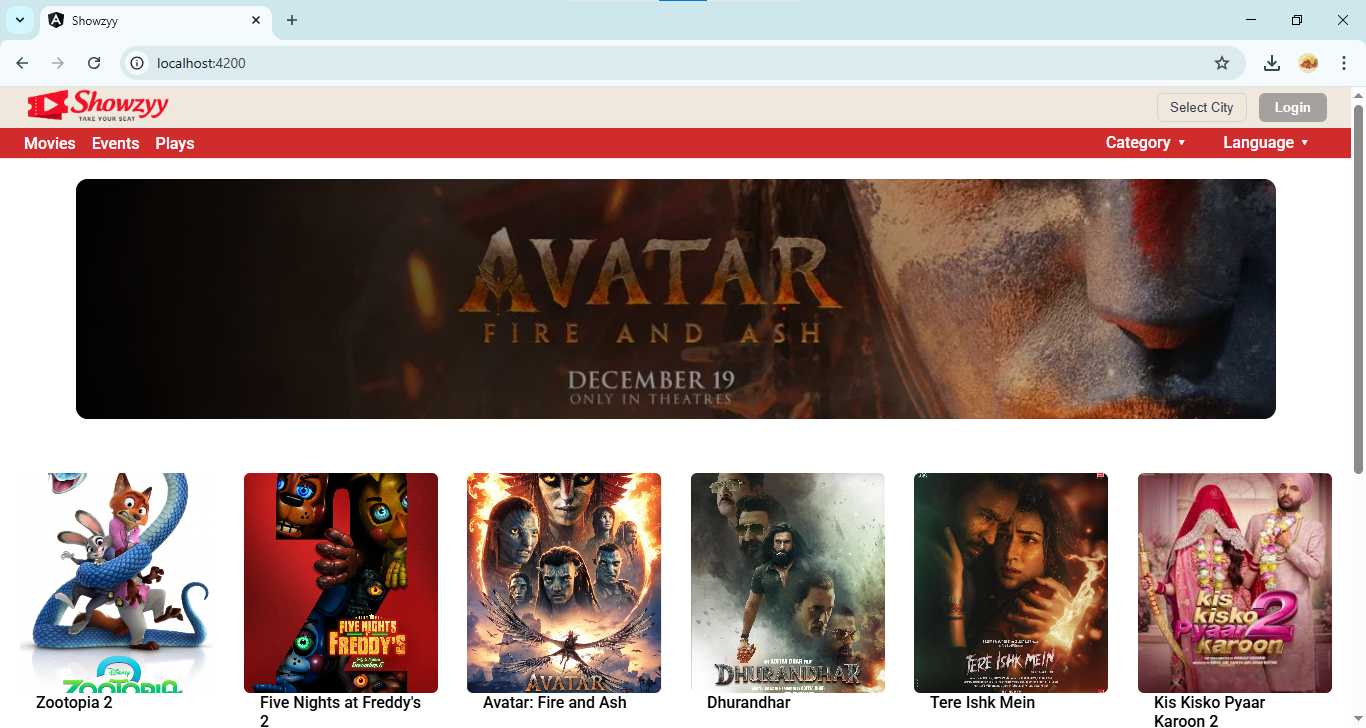 Showzyy
localhost:4200
Showzyy
TAKE YOUR SEAT
Select City
Login
Movies Events Plays
Category ▼ Language ▼
AVATAR
FIRE AND ASH
DECEMBER 19
ONLY IN THEATRES
Disney
ZOOTOPIA
Zootopia 2
FIVE NIGHTS
AT
FREDDY'S
Five Nights at Freddy's
2
AVATAR
Avatar: Fire and Ash
DHURANDHAR
Dhurandhar
TERE ISHK MEIN
Tere Ishk Mein
kis
kisko 2
Pyaar
karoon
Kis Kisko Pyaar
Karoon 2